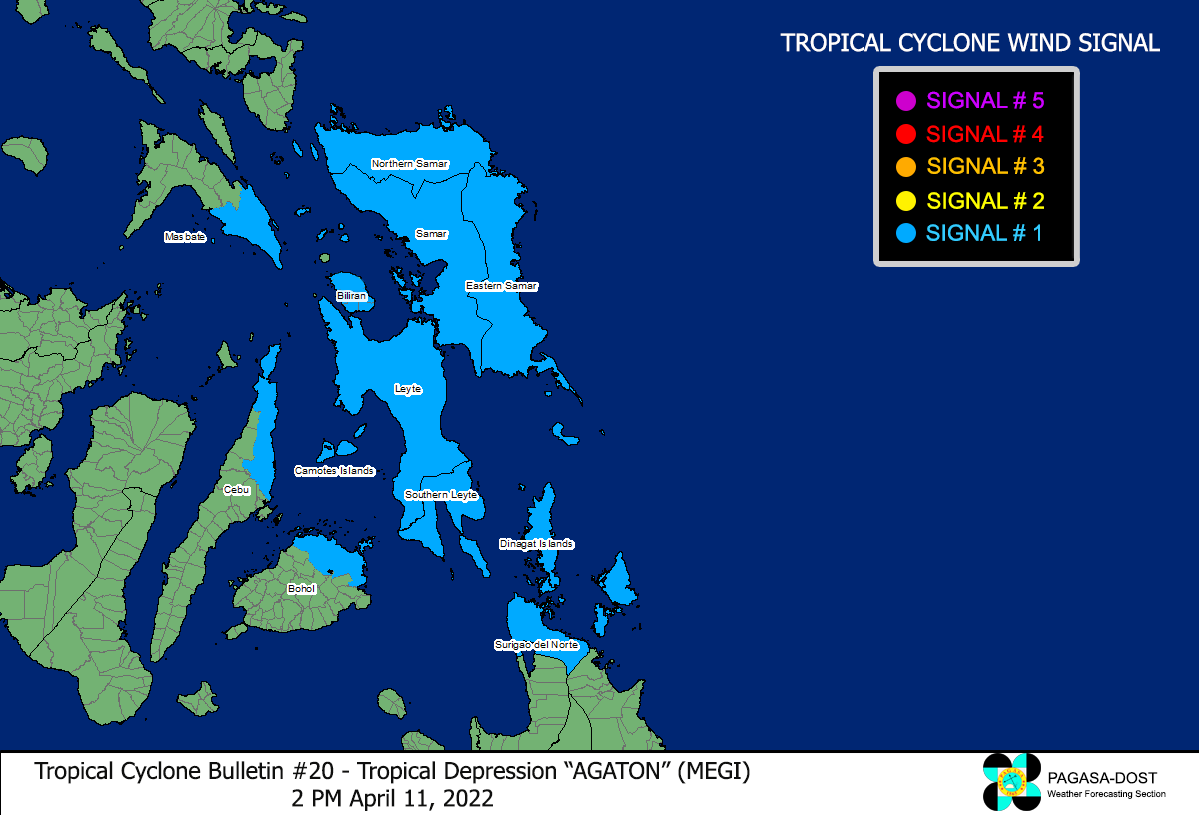 TROPICAL CYCLONE WIND SIGNAL
SIGNAL # 5
SIGNAL # 4
SIGNAL # 3
SIGNAL # 2
SIGNAL # 1
Northern Samar
Samar
Masbate
Eastern Samar
Biliran
Leyte
Camotes Islands
Cebu
Southern Leyte
Dinagat Islands
Bohol
Surigao del Norte
Tropical Cyclone Bulletin #20 - Tropical Depression “AGATON” (MEGI)
2 PM April 11, 2022
PAGASA-DOST
Weather Forecasting Section